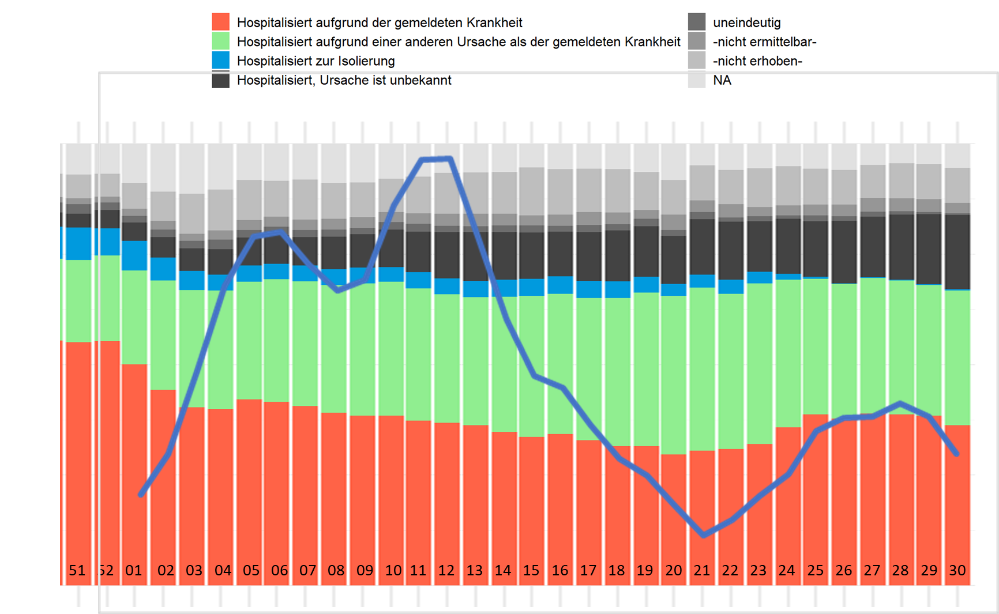 Hospitalisiert aufgrund der gemeldeten Krankheit
Hospitalisiert aufgrund einer anderen Ursache als der gemeldeten Krankheit
Hospitalisiert zur Isolierung
Hospitalisiert, Ursache ist unbekannt
uneindeutig
-nicht ermittelbar-
-nicht erhoben-
NA
51 52 01 02 03 04 05 06 07 08 09 10 11 12 13 14 15 16 17 18 19 20 21 22 23 24 25 26 27 28 29 30